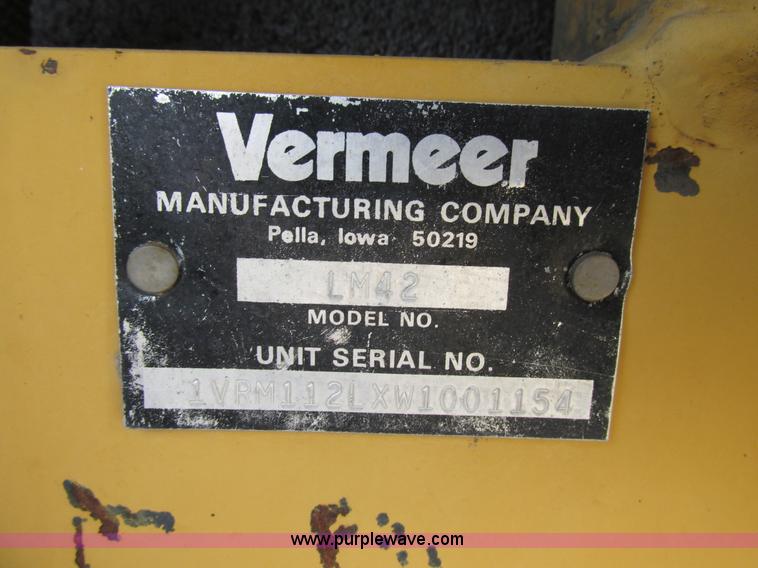 Vermeer
MANUFACTURING COMPANY
Pella, Iowa 50219
LM42
MODEL NO.
UNIT SERIAL NO.
1VRM112LXW1001154
www.purplewave.com